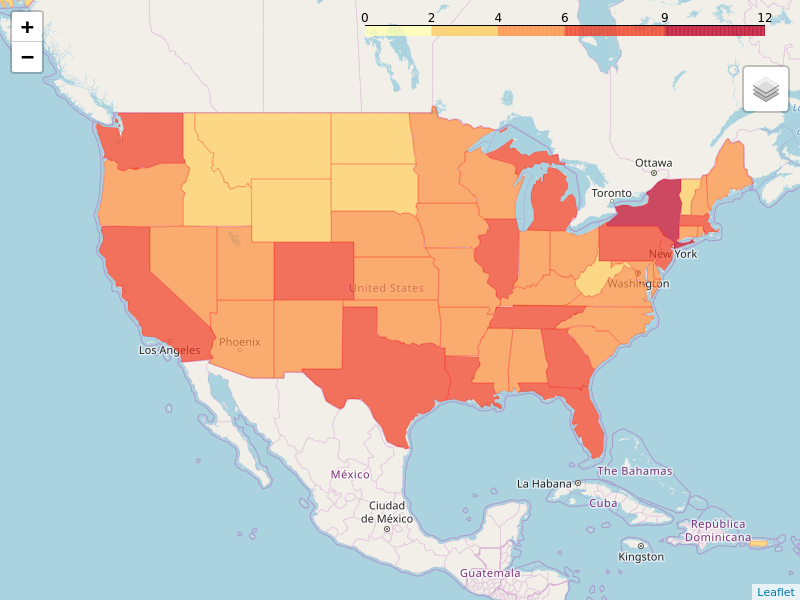 +
−
0 2 4 6 9 12
Ottawa
Toronto
New York
Washington
United States
Phoenix
Los Angeles
México
La Habana
The Bahamas
Cuba
Ciudad
de México
República
Dominicana
Kingston
Guatemala
Leaflet